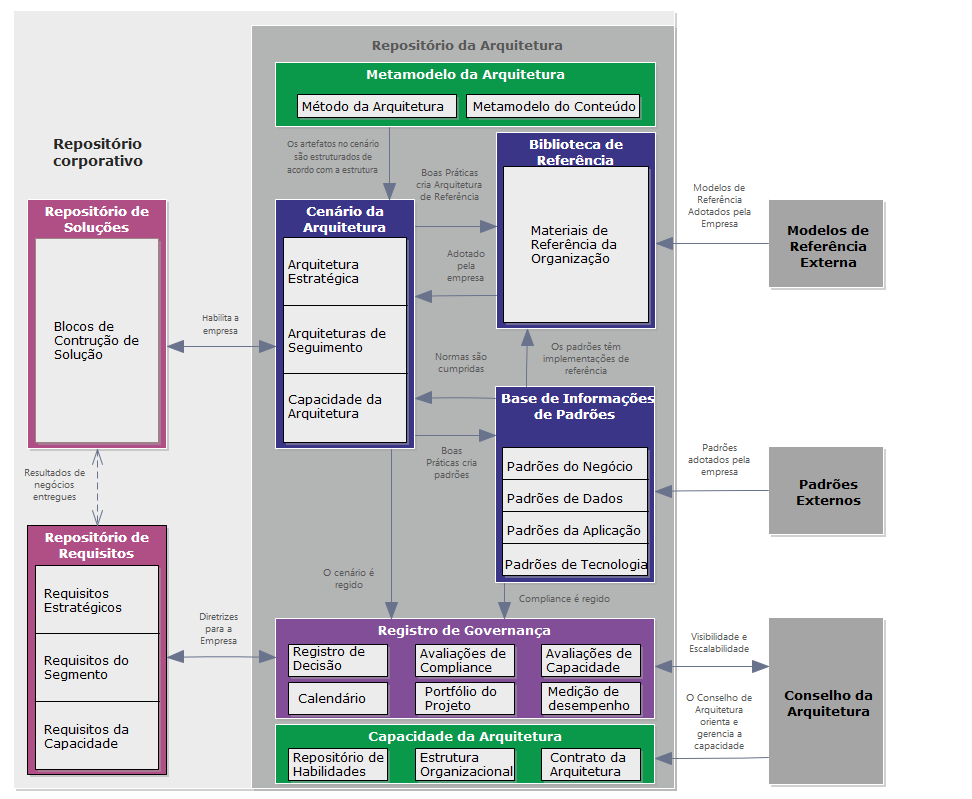 Repositório da Arquitetura
Metamodelo da Arquitetura
Método da Arquitetura
Metamodelo do Conteúdo
Repositório
corporativo
Os artefatos no cenário
são estruturados de
acordo com a estrutura
Biblioteca de
Referência
Materiais de
Referência da
Organização
Boas Práticas
cria Arquitetura
de Referência
Modelos de
Referência
Adotados pela
Empresa
Modelos de
Referência
Externa
Repositório de
Soluções
Blocos de
Contrução de
Solução
Cenário da
Arquitetura
Arquitetura
Estratégica
Arquiteturas de
Seguimento
Capacidade da
Arquitetura
Adotado
pela
empresa
Habilita a
empresa
Normas são
cumpridas
Os padrões têm
implementações de
referência
Base de Informações
de Padrões
Padrões do Negócio
Padrões de Dados
Padrões da Aplicação
Padrões de Tecnologia
Boas
Práticas cria
padrões
Padrões
adotados pela
empresa
Padrões
Externos
Resultados de
negócios
entregues
Repositório de
Requisitos
Requisitos
Estratégicos
Requisitos do
Segmento
Requisitos da
Capacidade
O cenário é
regido
Compliance é regido
Diretrizes
para a
Empresa
Registro de Governança
Registro de
Decisão
Avaliações de
Compliance
Avaliações de
Capacidade
Calendário
Portfólio do
Projeto
Medição de
desempenho
Visibilidade e
Escalabilidade
O Conselho de
Arquitetura
orienta e
gerencia a
capacidade
Conselho da
Arquitetura
Capacidade da Arquitetura
Repositório de
Habilidades
Estrutura
Organizacional
Contrato da
Arquitetura